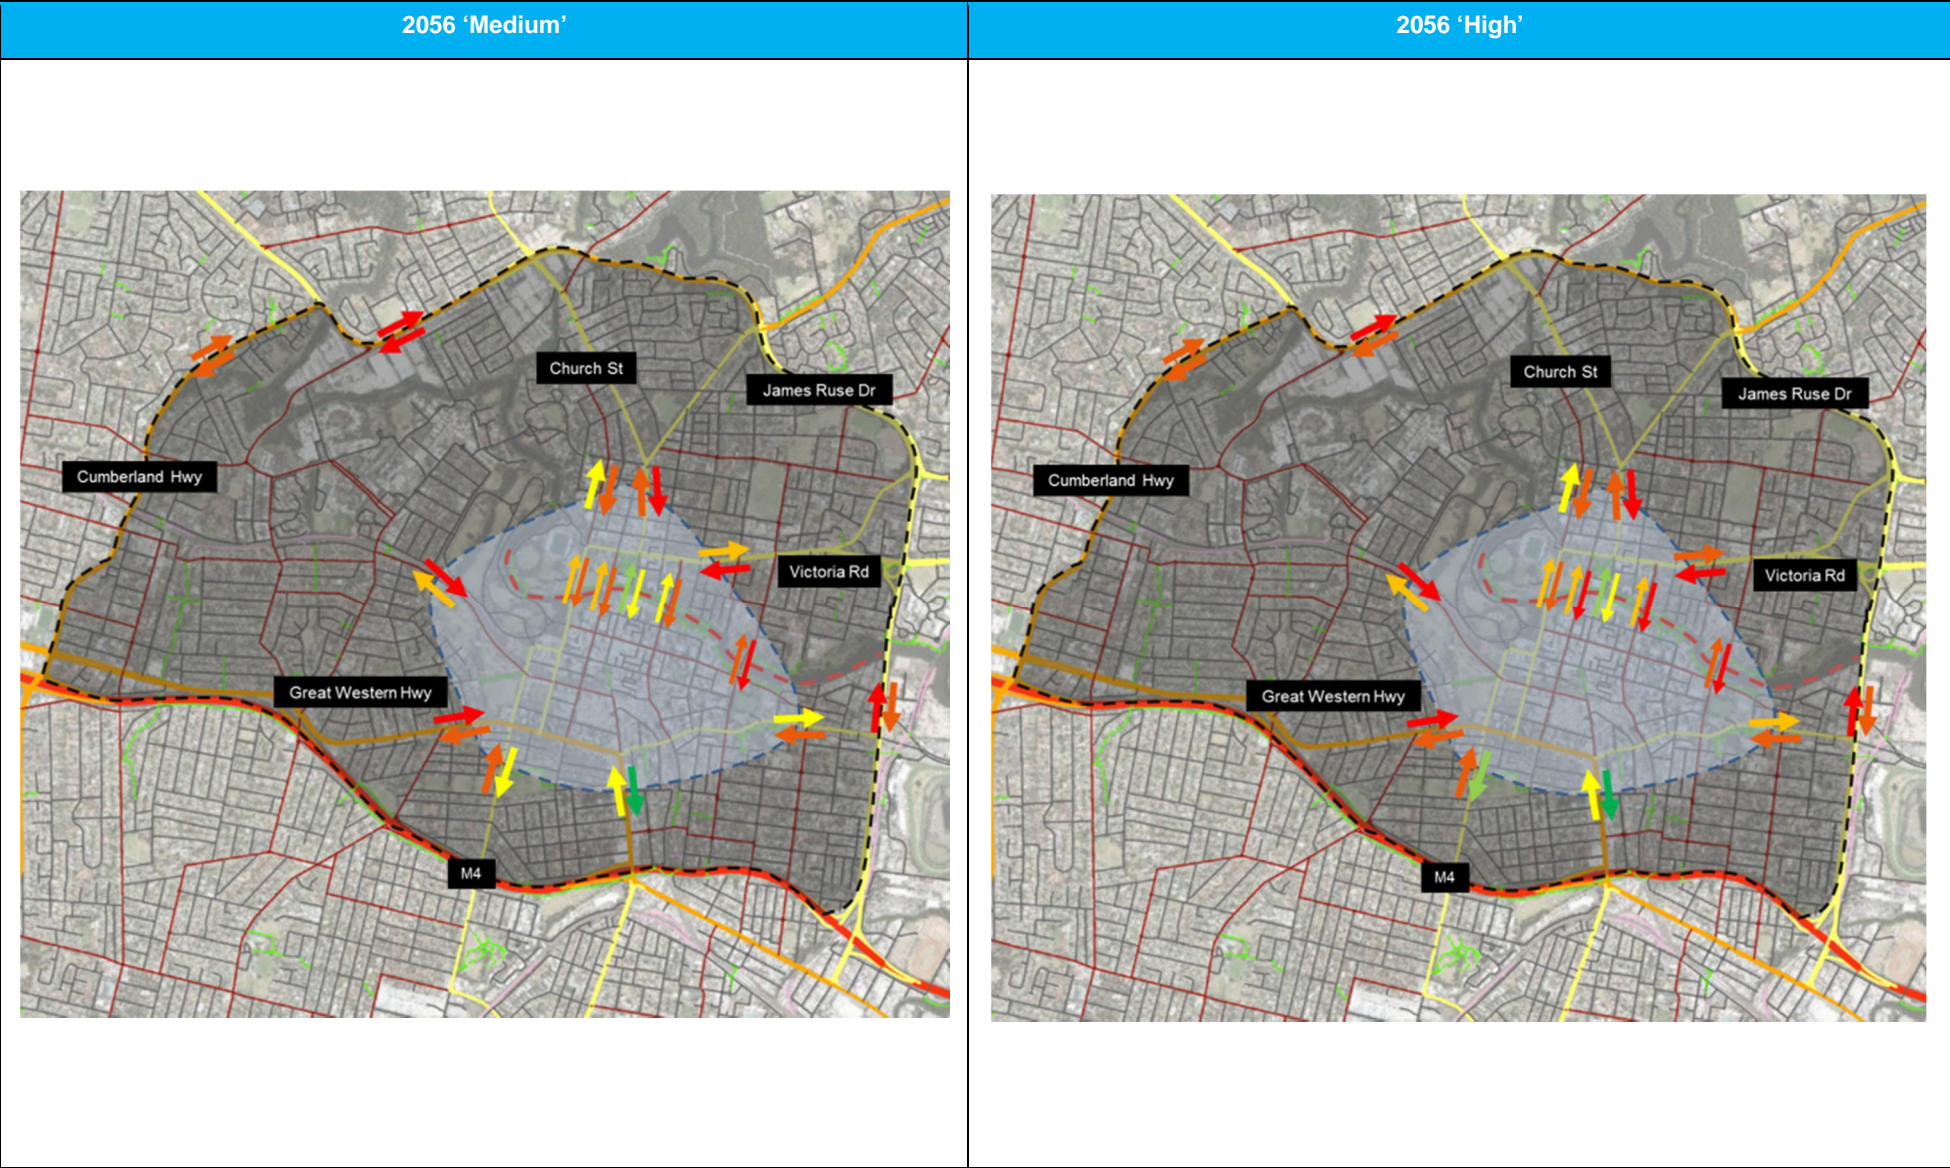 2056 ‘Medium’
2056 ‘High’
Church St
James Ruse Dr
Cumberland Hwy
Victoria Rd
Great Western Hwy
M4
Church St
James Ruse Dr
Cumberland Hwy
Victoria Rd
Great Western Hwy
M4